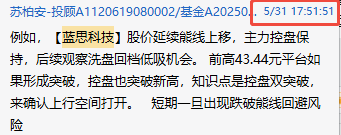 苏柏安-投顾A1120619080002/基金A20250.. 5/31 17:51:51
例如，【蓝思科技】股价延续能线上移，主力控盘保
持，后续观察洗盘回档低吸机会。 前高43.44元平台如
果形成突破，控盘也突破新高，知识点是控盘双突破，
来确认上行空间打开。 短期一旦出现跌破能线回避风
险